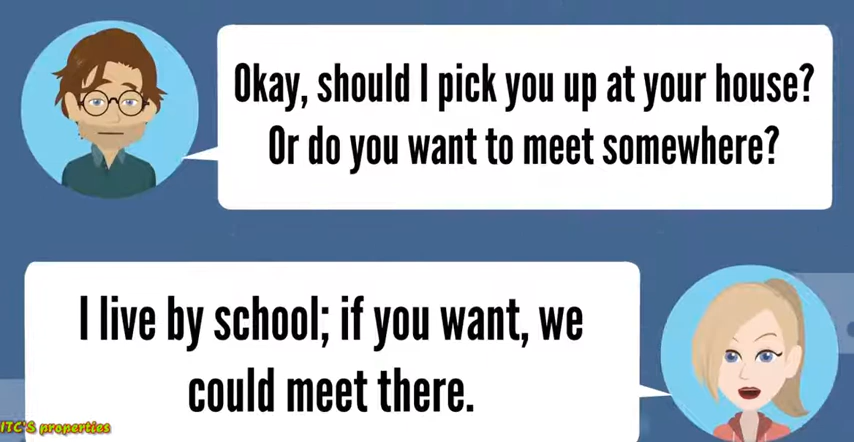 Okay, should I pick you up at your house?
Or do you want to meet somewhere?
I live by school; if you want, we
could meet there.
ITC'S properties